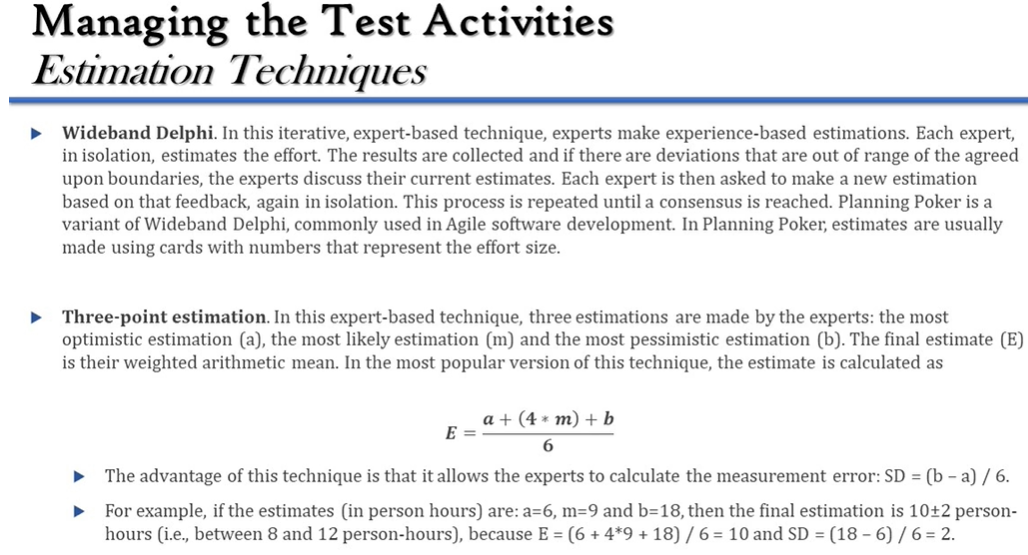 Managing the Test Activities
Estimation Techniques
Wideband Delphi. In this iterative, expert-based technique, experts make experience-based estimations. Each expert,
in isolation, estimates the effort. The results are collected and if there are deviations that are out of range of the agreed
upon boundaries, the experts discuss their current estimates. Each expert is then asked to make a new estimation
based on that feedback, again in isolation. This process is repeated until a consensus is reached. Planning Poker is a
variant of Wideband Delphi, commonly used in Agile software development. In Planning Poker, estimates are usually
made using cards with numbers that represent the effort size.
Three-point estimation. In this expert-based technique, three estimations are made by the experts: the most
optimistic estimation (a), the most likely estimation (m) and the most pessimistic estimation (b). The final estimate (E)
is their weighted arithmetic mean. In the most popular version of this technique, the estimate is calculated as
E = a + (4 * m) + b
6
The advantage of this technique is that it allows the experts to calculate the measurement error: SD = (b – a) / 6.
For example, if the estimates (in person hours) are: a=6, m=9 and b=18, then the final estimation is 10±2 person-
hours (i.e., between 8 and 12 person-hours), because E = (6 + 4*9 + 18) / 6 = 10 and SD = (18 – 6) / 6 = 2.